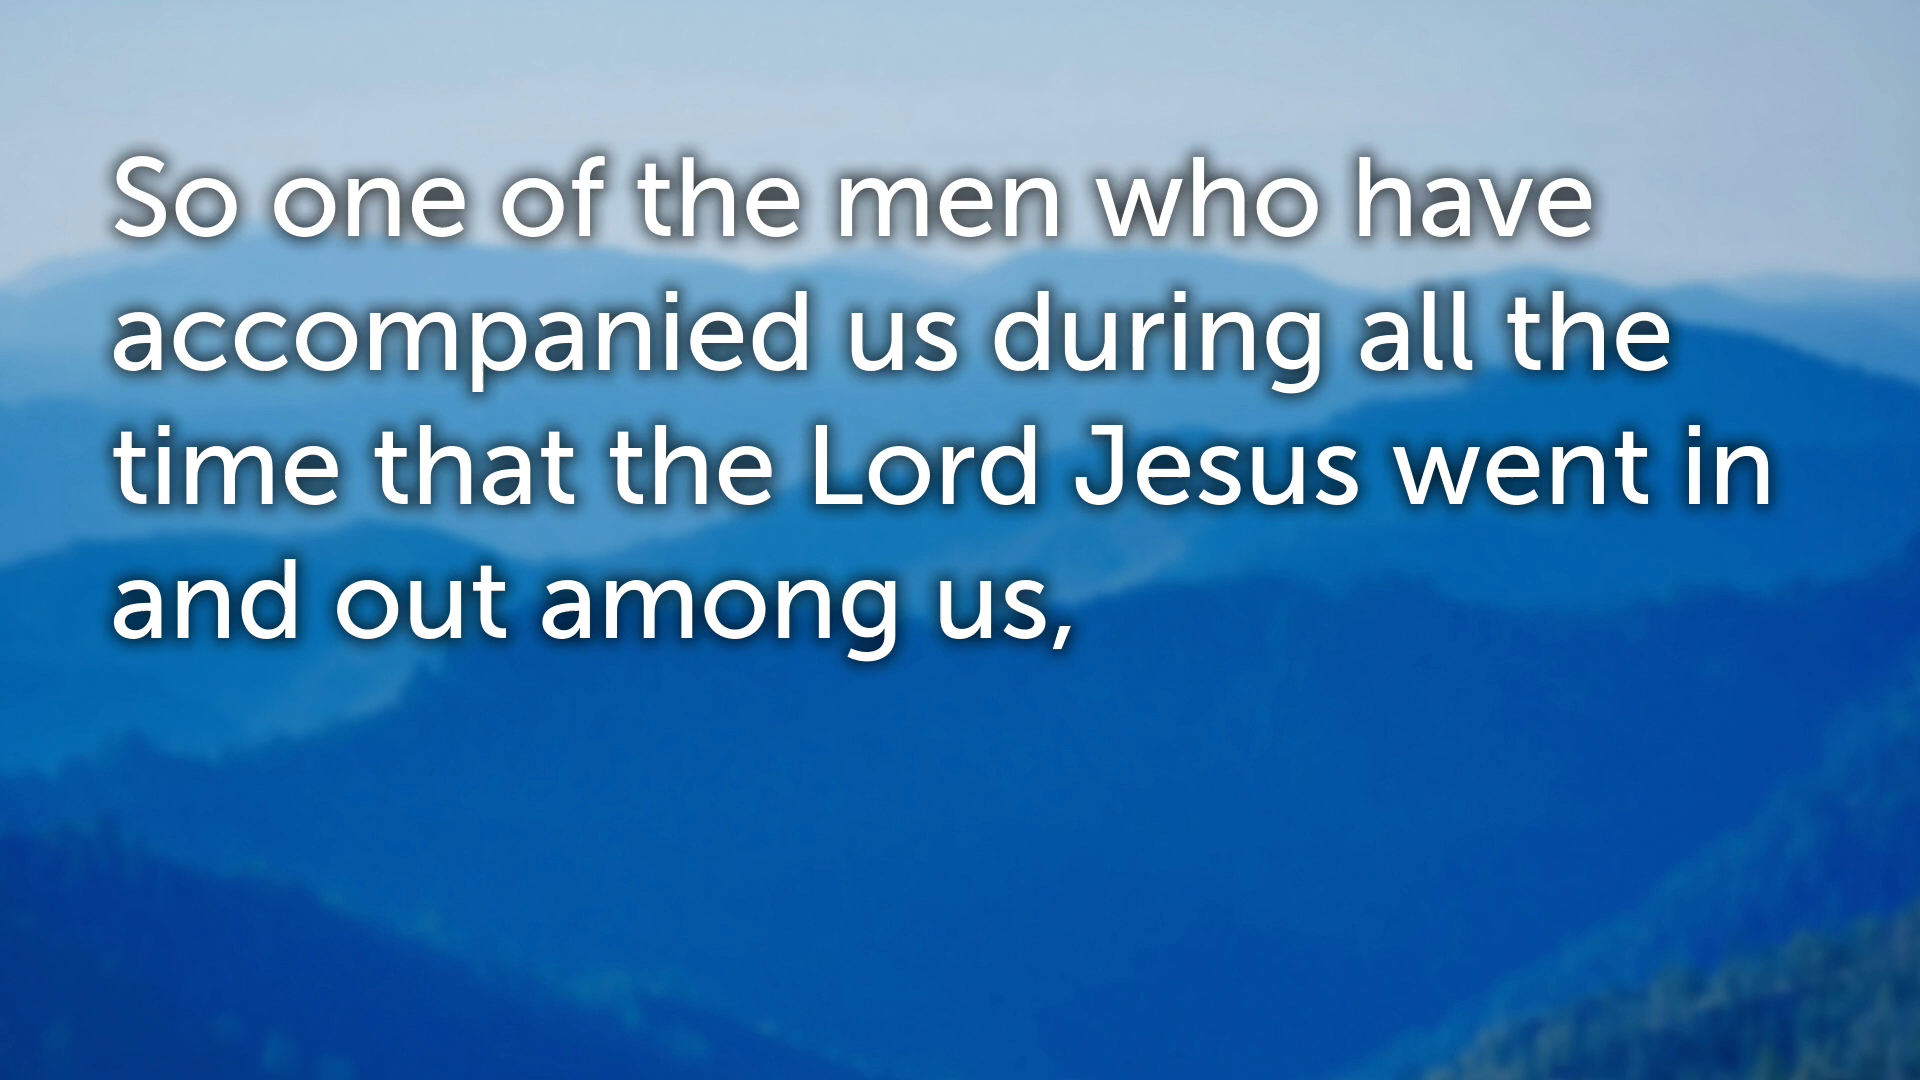 So one of the men who have
accompanied us during all the
time that the Lord Jesus went in
and out among us,